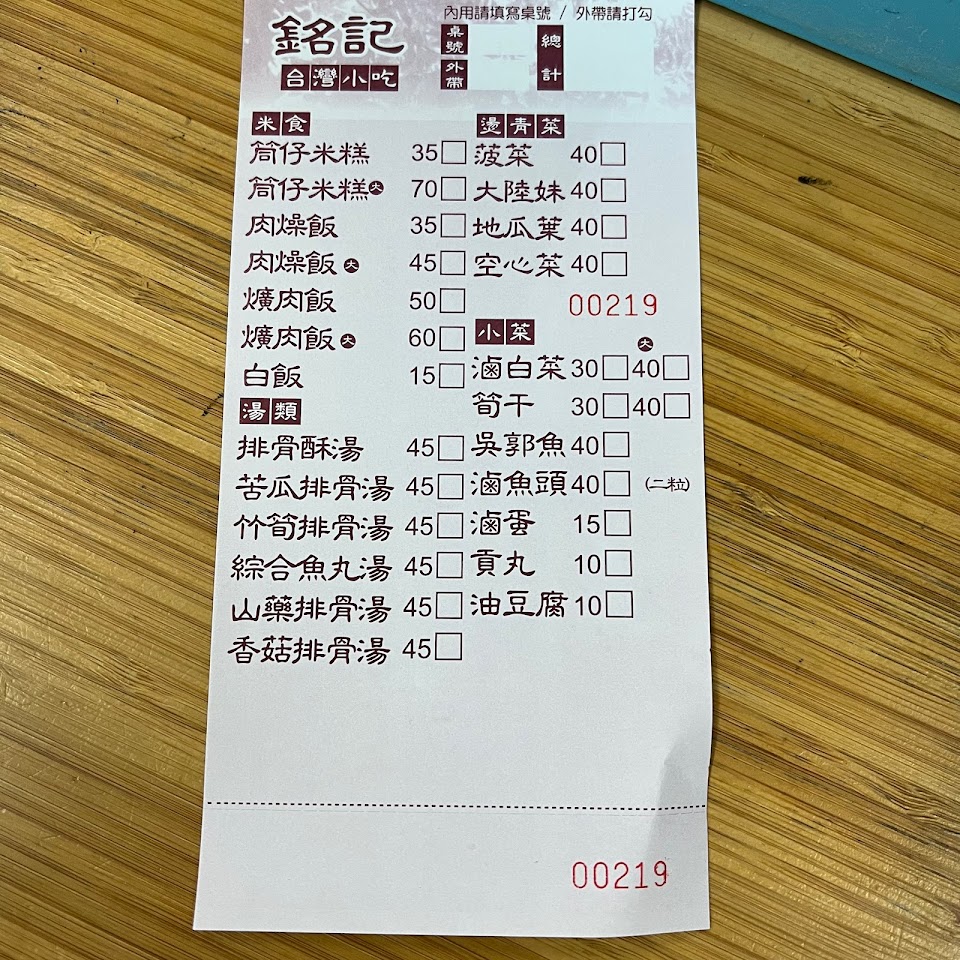 銘記
台灣小吃
內用請填寫桌號 / 外帶請打勾
桌號
外帶
總計
米食
筒仔米糕 35□
筒仔米糕大 70□
肉燥飯 35□
肉燥飯大 45□
爌肉飯 50□
爌肉飯大 60□
白飯 15□
湯類
排骨酥湯 45□
苦瓜排骨湯 45□
竹筍排骨湯 45□
綜合魚丸湯 45□
山藥排骨湯 45□
香菇排骨湯 45□
燙青菜
菠菜 40□
大陸妹 40□
地瓜葉 40□
空心菜 40□
00219
小菜 大
滷白菜 30□40□
筍干 30□40□
吳郭魚 40□
滷魚頭 40□ (二粒)
滷蛋 15□
貢丸 10□
油豆腐 10□
00219